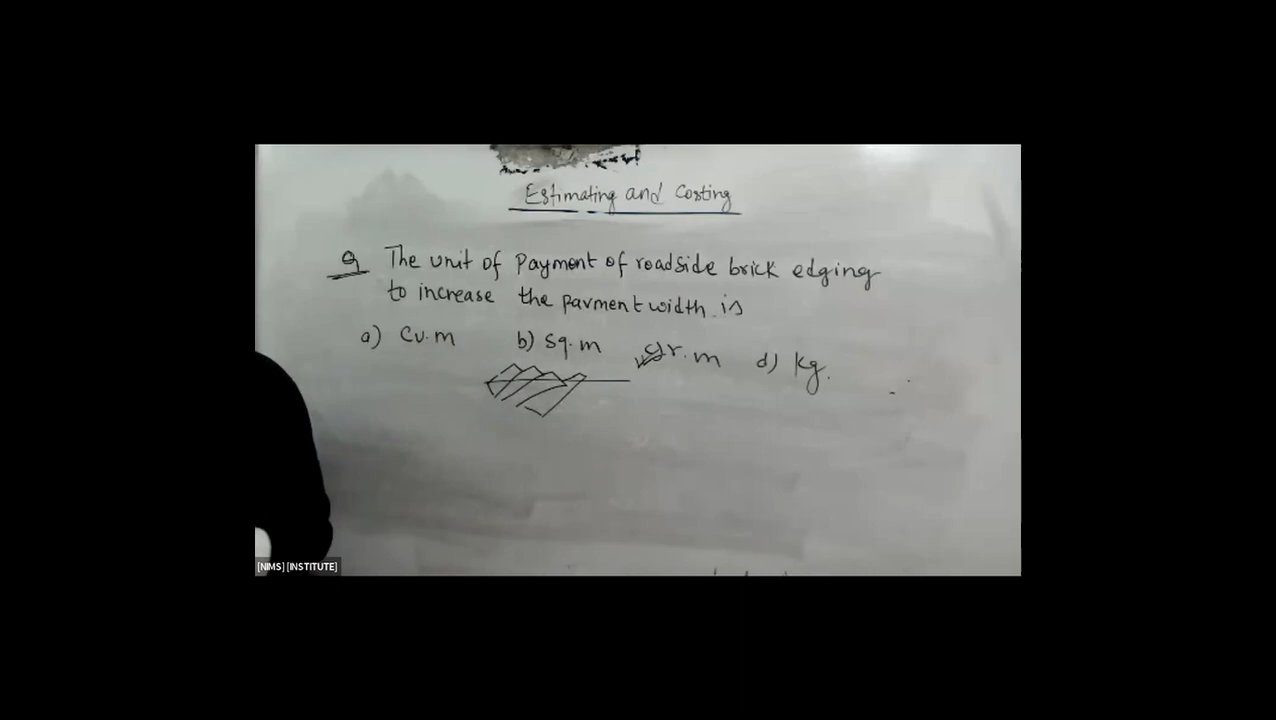 Estimating and Costing
Q The unit of payment of roadside brick edging
to increase the pavment width is
a) Cu.m b) Sq.m r.m d) kg.
[NIMS] [INSTITUTE]